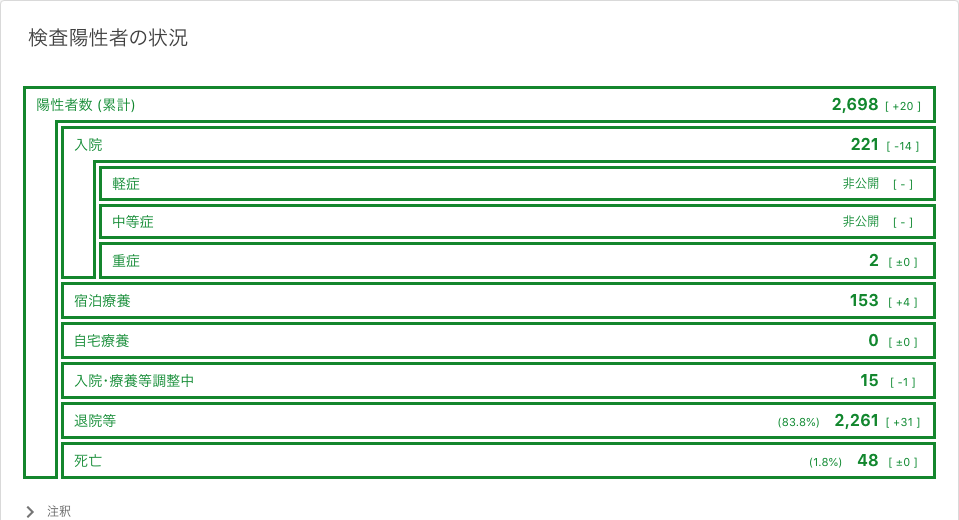 検査陽性者の状況
陽性者数 (累計) 2,698 [ +20 ]
入院 221 [ -14 ]
軽症 非公開 [ - ]
中等症 非公開 [ - ]
重症 2 [ ±0 ]
宿泊療養 153 [ +4 ]
自宅療養 0 [ ±0 ]
入院･療養等調整中 15 [ -1 ]
退院等 (83.8%) 2,261 [ +31 ]
死亡 (1.8%) 48 [ ±0 ]
注釈